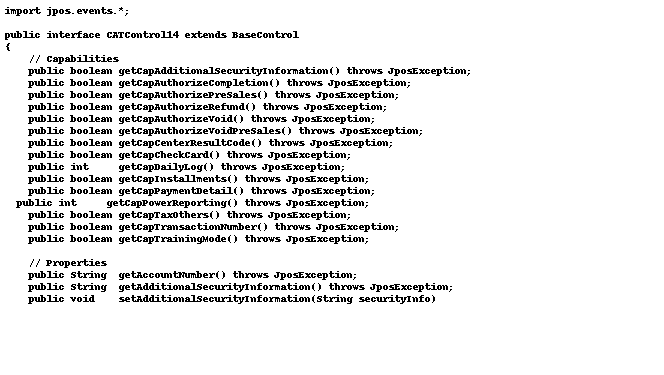 import jpos.events.*;

public interface CATControl14 extends BaseControl
{
    // Capabilities
    public boolean getCapAdditionalSecurityInformation() throws JposException;
    public boolean getCapAuthorizeCompletion() throws JposException;
    public boolean getCapAuthorizePreSales() throws JposException;
    public boolean getCapAuthorizeRefund() throws JposException;
    public boolean getCapAuthorizeVoid() throws JposException;
    public boolean getCapAuthorizeVoidPreSales() throws JposException;
    public boolean getCapCenterResultCode() throws JposException;
    public boolean getCapCheckCard() throws JposException;
    public int     getCapDailyLog() throws JposException;
    public boolean getCapInstallments() throws JposException;
    public boolean getCapPaymentDetail() throws JposException;
  public int     getCapPowerReporting() throws JposException;
    public boolean getCapTaxOthers() throws JposException;
    public boolean getCapTransactionNumber() throws JposException;
    public boolean getCapTrainingMode() throws JposException;

    // Properties
    public String  getAccountNumber() throws JposException;
    public String  getAdditionalSecurityInformation() throws JposException;
    public void    setAdditionalSecurityInformation(String securityInfo)